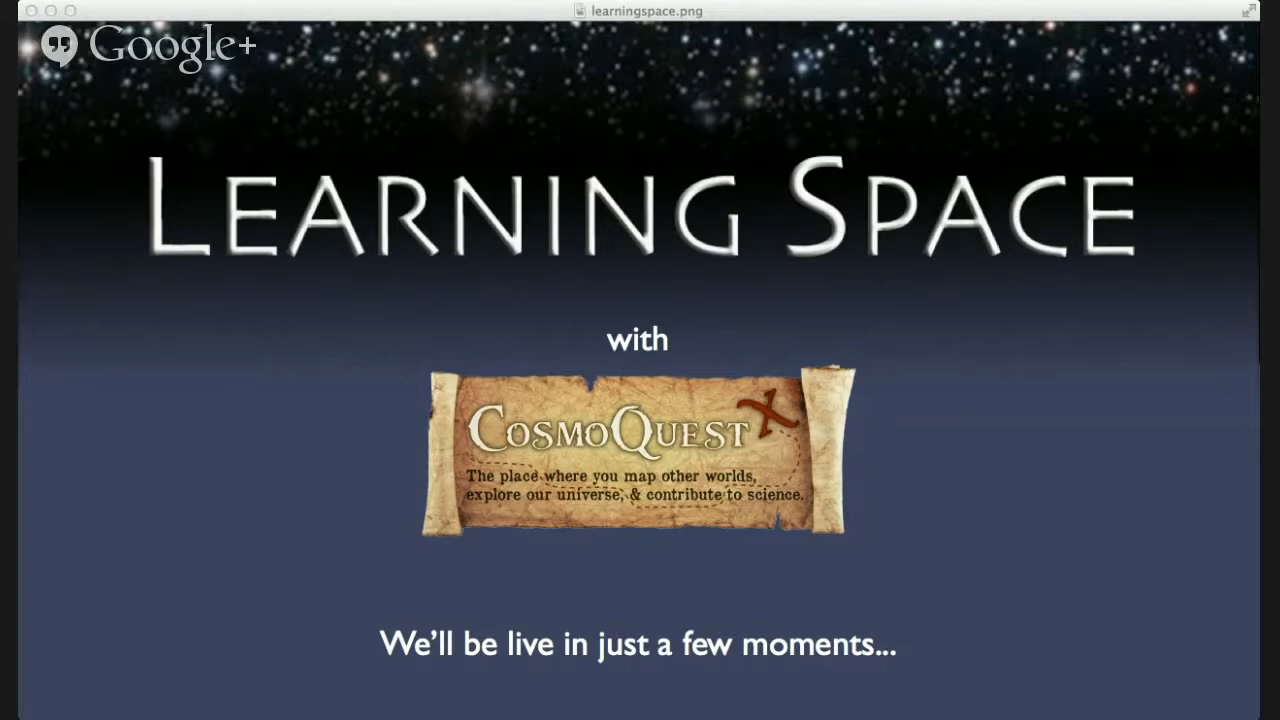 learningspace.png
Google+
LEARNING SPACE
with
COSMOQUEST X
The place where you map other worlds,
explore our universe, & contribute to science.
We'll be live in just a few moments...